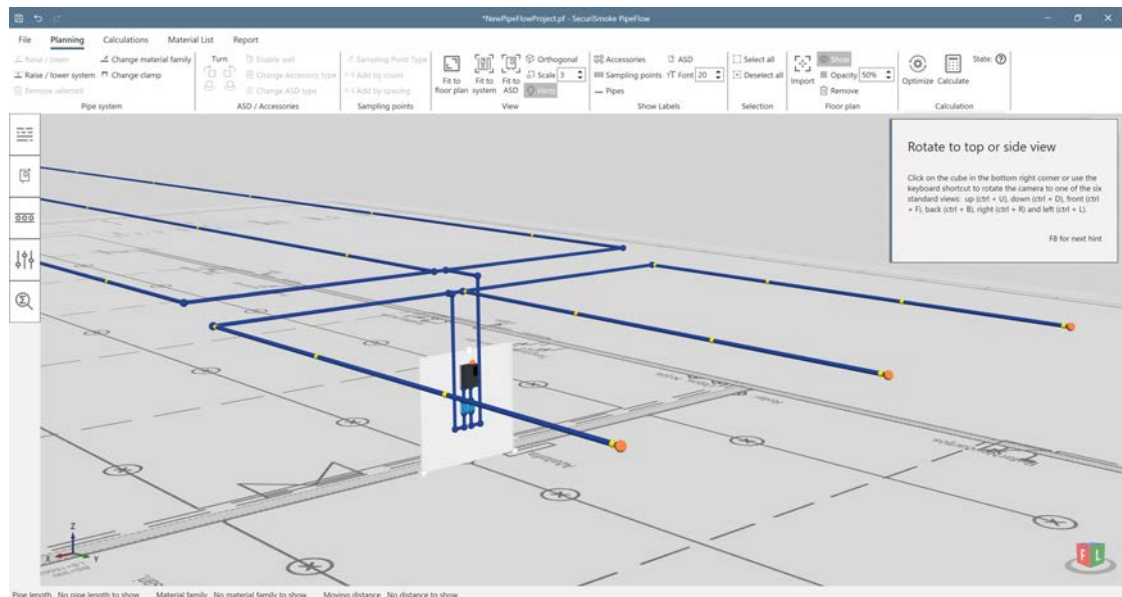 *NewPipeFlowProject.pf - SecuriSmoke PipeFlow
File Planning Calculations Material List Report
Raise / lower
Change material family
Raise / lower system
Change clamp
Remove selected
Pipe system
Turn
Enable wall
Change Accessory type
Change ASD type
ASD / Accessories
Sampling Point Type
Add by count
Add by spacing
Sampling points
Fit to floor plan
Fit to system
Fit to ASD
Orthogonal
Scale 3
Hints
View
Accessories
ASD
Sampling points
Font 20
Pipes
Show Labels
Select all
Deselect all
Selection
Import
Show
Opacity 50%
Remove
Floor plan
Optimize
Calculate
State:
Calculation
Rotate to top or side view
Click on the cube in the bottom right corner or use the
keyboard shortcut to rotate the camera to one of the six
standard views: up (ctrl + U), down (ctrl + D), front (ctrl
+ F), back (ctrl + B), right (ctrl + R) and left (ctrl + L).
F8 for next hint
Z
X
Y
F L
Pipe length No pipe length to show Material family No material family to show Moving distance No distance to show